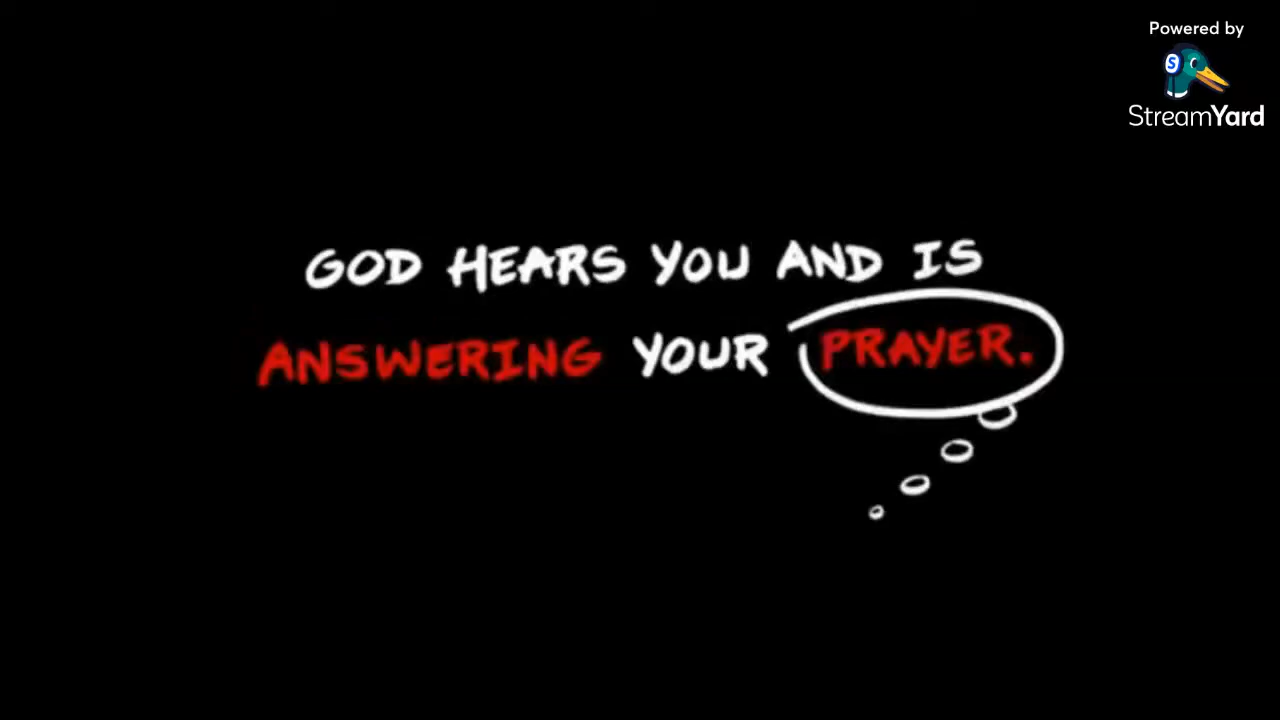 Powered by
StreamYard
GOD HEARS YOU AND IS
ANSWERING YOUR PRAYER.